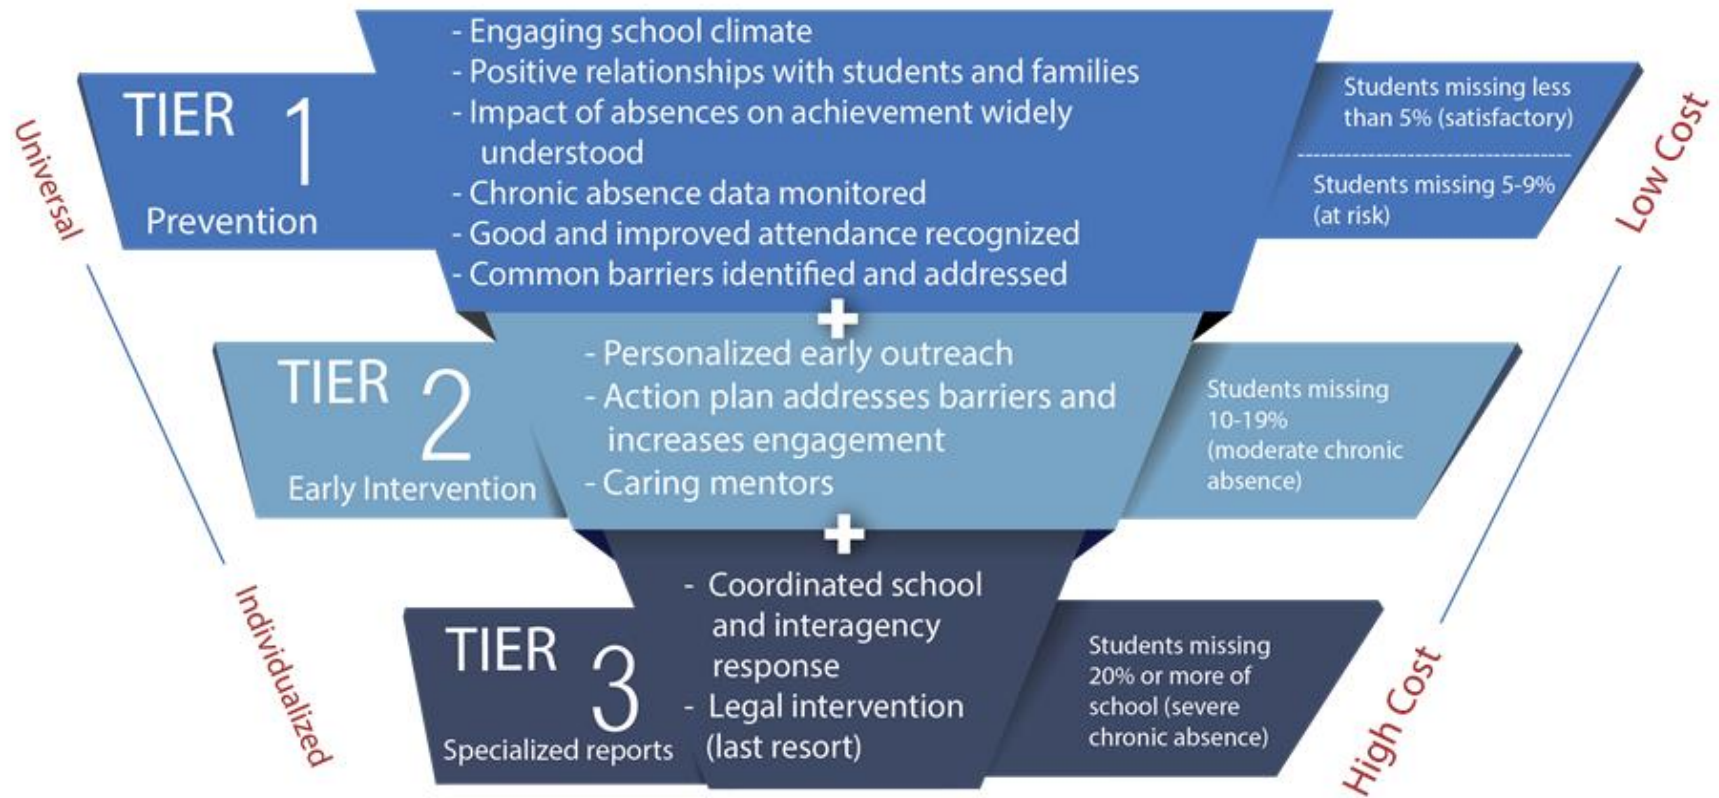 Universal
Individualized
TIER 1
Prevention
- Engaging school climate
- Positive relationships with students and families
- Impact of absences on achievement widely
understood
- Chronic absence data monitored
- Good and improved attendance recognized
- Common barriers identified and addressed
Students missing less
than 5% (satisfactory)
Students missing 5-9%
(at risk)
+
TIER 2
Early Intervention
- Personalized early outreach
- Action plan addresses barriers and
increases engagement
- Caring mentors
Students missing
10-19%
(moderate chronic
absence)
+
TIER 3
Specialized reports
- Coordinated school
and interagency
response
- Legal intervention
(last resort)
Students missing
20% or more of
school (severe
chronic absence)
Low Cost
High Cost